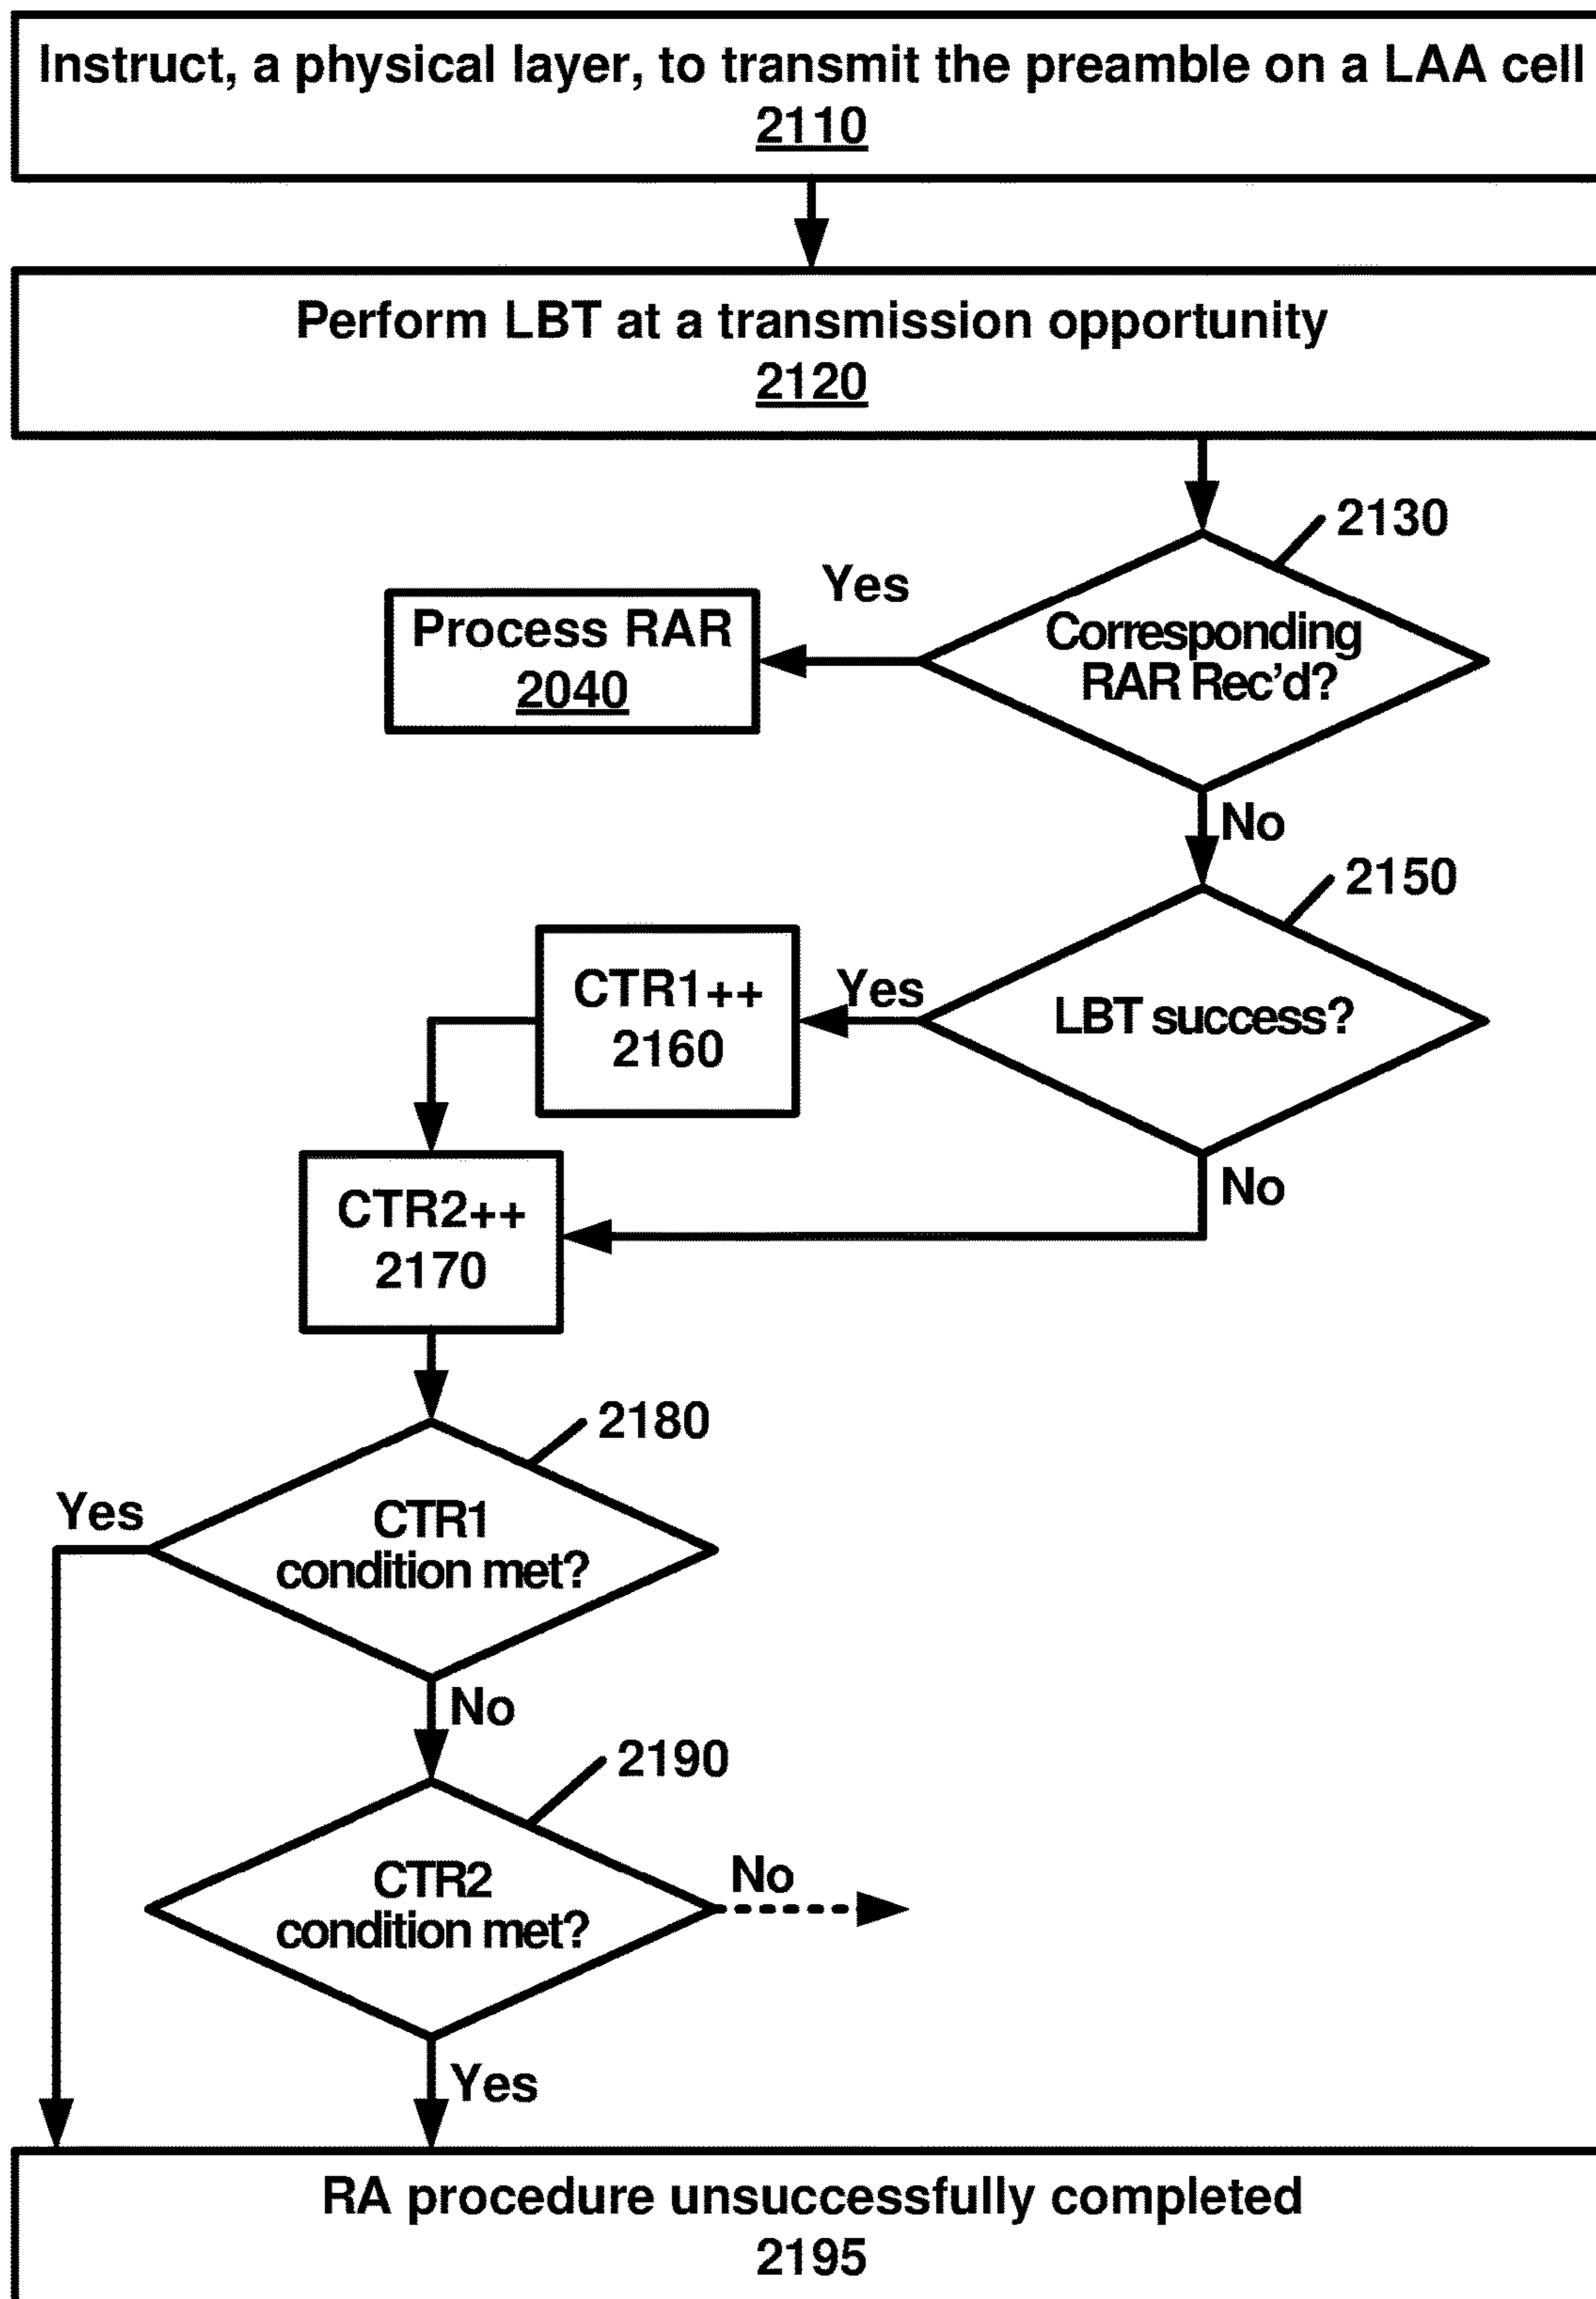 Instruct, a physical layer, to transmit the preamble on a LAA cell
2110
Perform LBT at a transmission opportunity
2120
2130
Yes
Corresponding
RAR Rec'd?
Process RAR
2040
No
2150
LBT success?
Yes
CTR1++
2160
No
CTR2++
2170
2180
Yes
CTR1
condition met?
No
2190
CTR2
condition met?
No
Yes
RA procedure unsuccessfully completed
2195